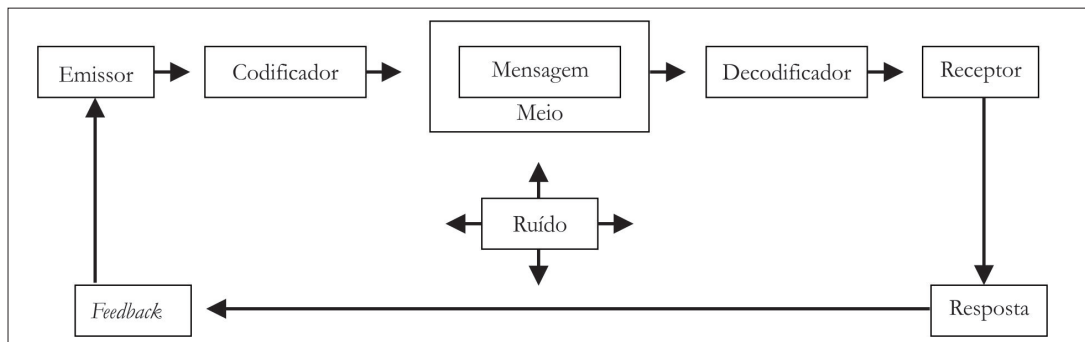 Emissor
Codificador
Mensagem
Meio
Decodificador
Receptor
Ruído
Feedback
Resposta